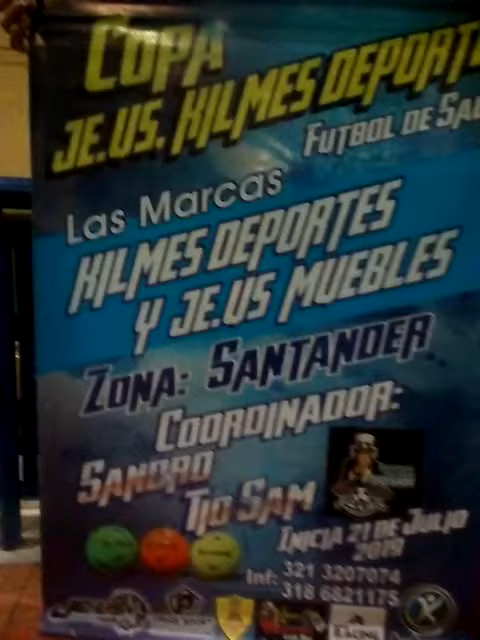 COPA
JE.US. KILMES DEPORTE
FUTBOL DE SA
Las Marcas
KILMES DEPORTES
Y JE.US MUEBLES
ZONA: SANTANDER
COORDINADOR:
SANDRO
TIO SAM
INICIA 21 DE JULIO
2019
Inf: 321 3207074
318 6821175